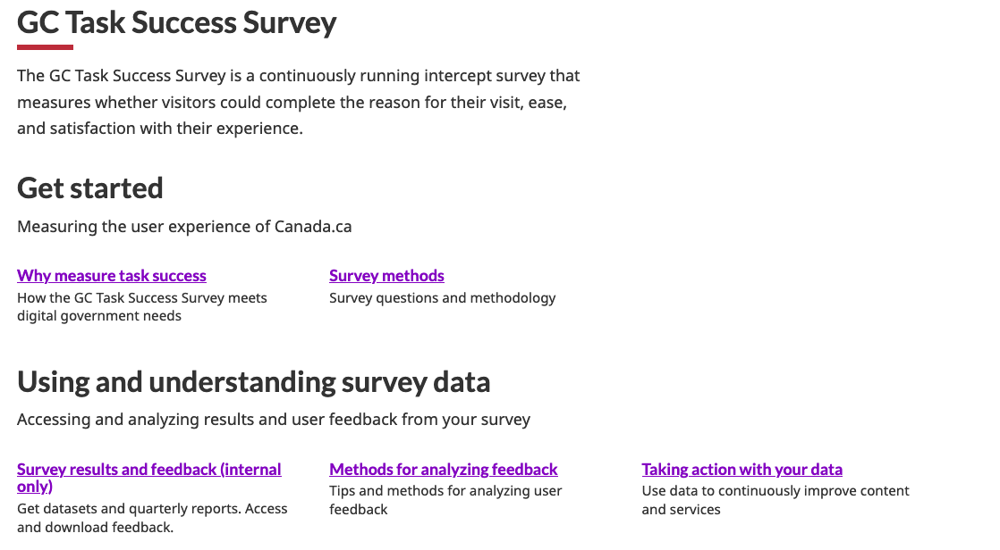 GC Task Success Survey
The GC Task Success Survey is a continuously running intercept survey that
measures whether visitors could complete the reason for their visit, ease,
and satisfaction with their experience.
Get started
Measuring the user experience of Canada.ca
Why measure task success
How the GC Task Success Survey meets
digital government needs
Survey methods
Survey questions and methodology
Using and understanding survey data
Accessing and analyzing results and user feedback from your survey
Survey results and feedback (internal
only)
Get datasets and quarterly reports. Access
and download feedback.
Methods for analyzing feedback
Tips and methods for analyzing user
feedback
Taking action with your data
Use data to continuously improve content
and services